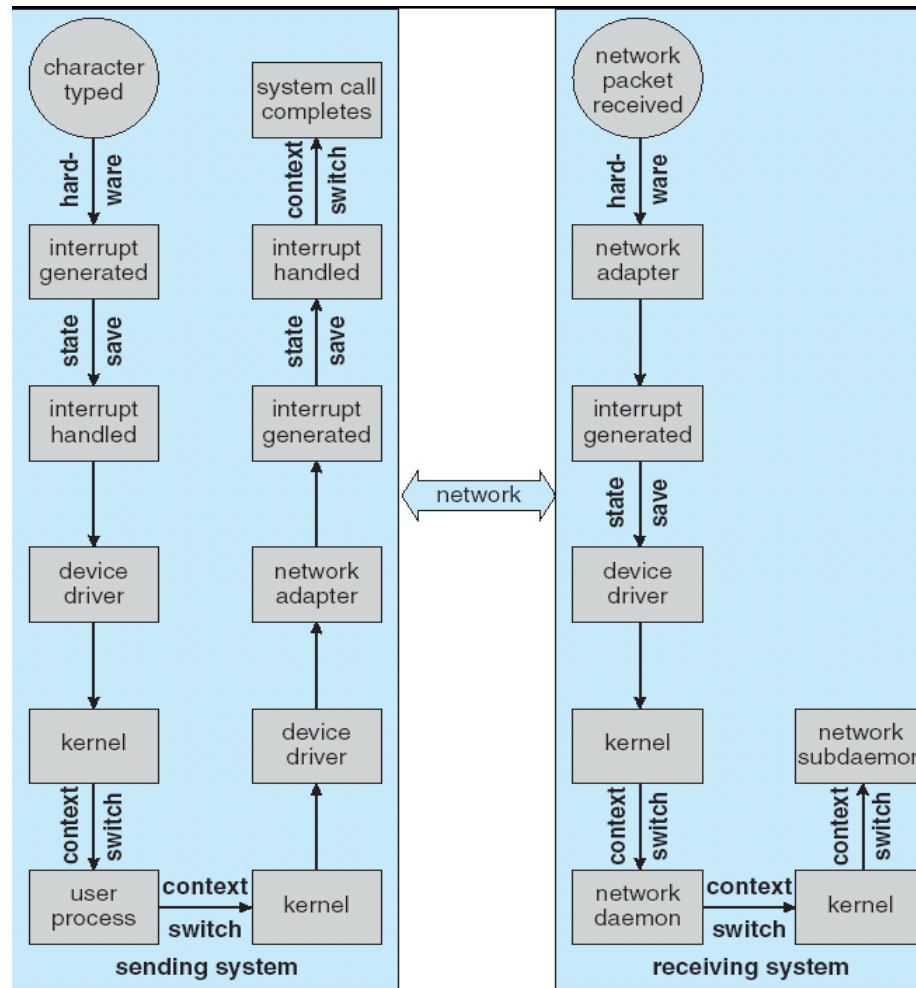 character
typed
hard-
ware
interrupt
generated
state
save
interrupt
handled
device
driver
kernel
context
switch
user
process
context
switch
kernel
device
driver
network
adapter
interrupt
generated
state
save
interrupt
handled
context
switch
system call
completes
sending system
network
network
packet
received
hard-
ware
network
adapter
interrupt
generated
state
save
device
driver
kernel
context
switch
network
daemon
context
switch
kernel
context
switch
network
subdaemon
receiving system